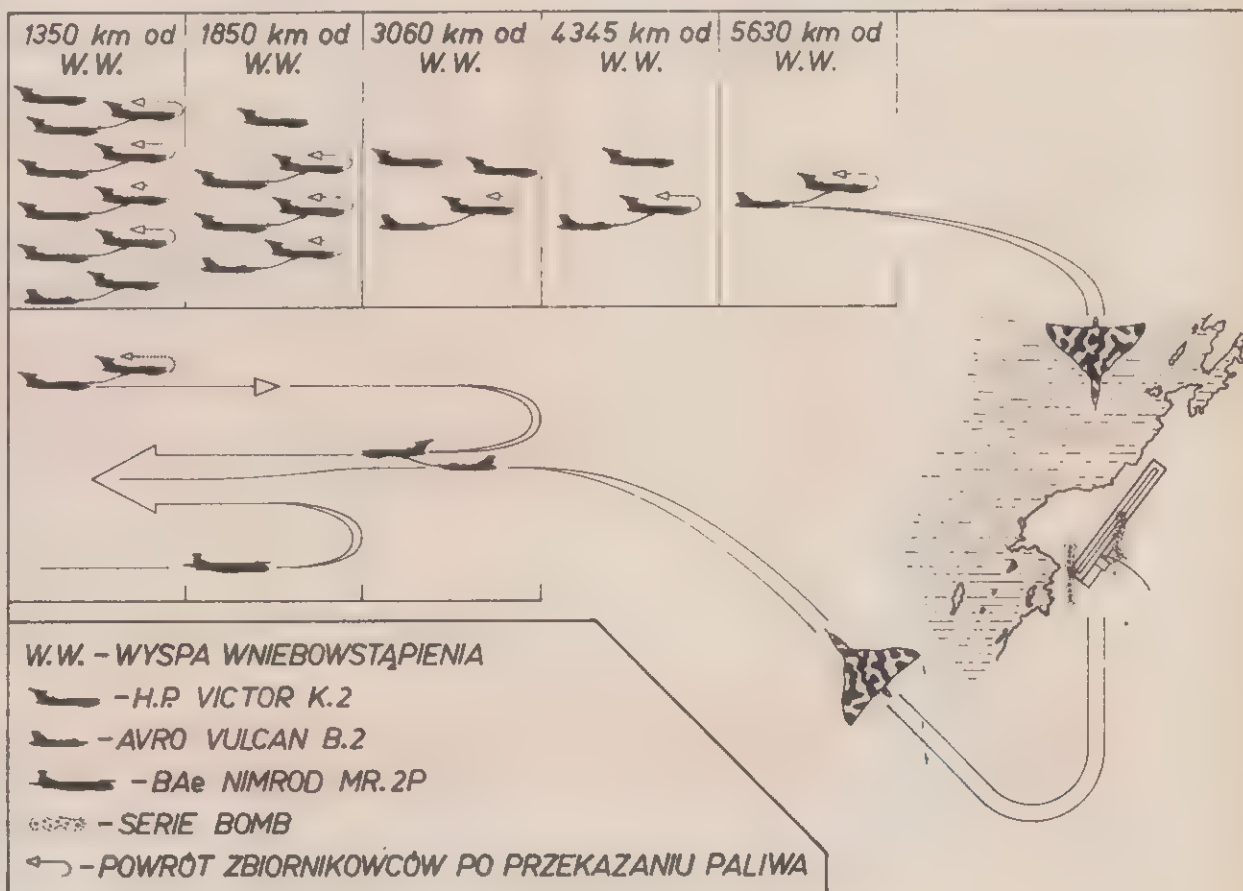 1350 km od
W.W.
1850 km od
W.W.
3060 km od
W.W.
4345 km od
W.W.
5630 km od
W.W.
W.W. – WYSPA WNIEBOWSTĄPIENIA
– H.P. VICTOR K.2
– AVRO VULCAN B.2
– BAe NIMROD MR.2P
– SERIE BOMB
– POWRÓT ZBIORNIKOWCÓW PO PRZEKAZANIU PALIWA